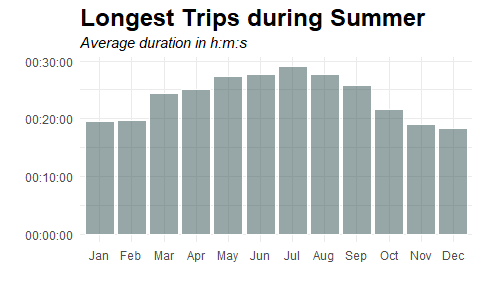 Longest Trips during Summer
Average duration in h:m:s
00:30:00
00:20:00
00:10:00
00:00:00
Jan Feb Mar Apr May Jun Jul Aug Sep Oct Nov Dec